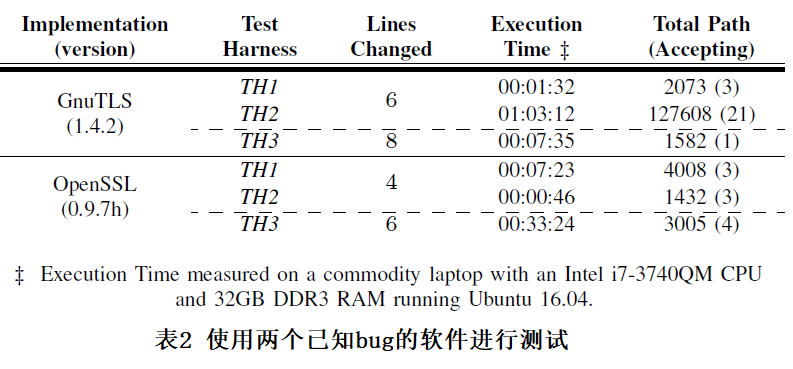 Implementation (version) Test Harness Lines Changed Execution Time ‡ Total Path (Accepting)
GnuTLS (1.4.2) TH1 6 00:01:32 2073 (3)
TH2 01:03:12 127608 (21)
TH3 8 00:07:35 1582 (1)
OpenSSL (0.9.7h) TH1 4 00:07:23 4008 (3)
TH2 00:00:46 1432 (3)
TH3 6 00:33:24 3005 (4)
‡ Execution Time measured on a commodity laptop with an Intel i7-3740QM CPU
and 32GB DDR3 RAM running Ubuntu 16.04.
表2 使用两个已知bug的软件进行测试